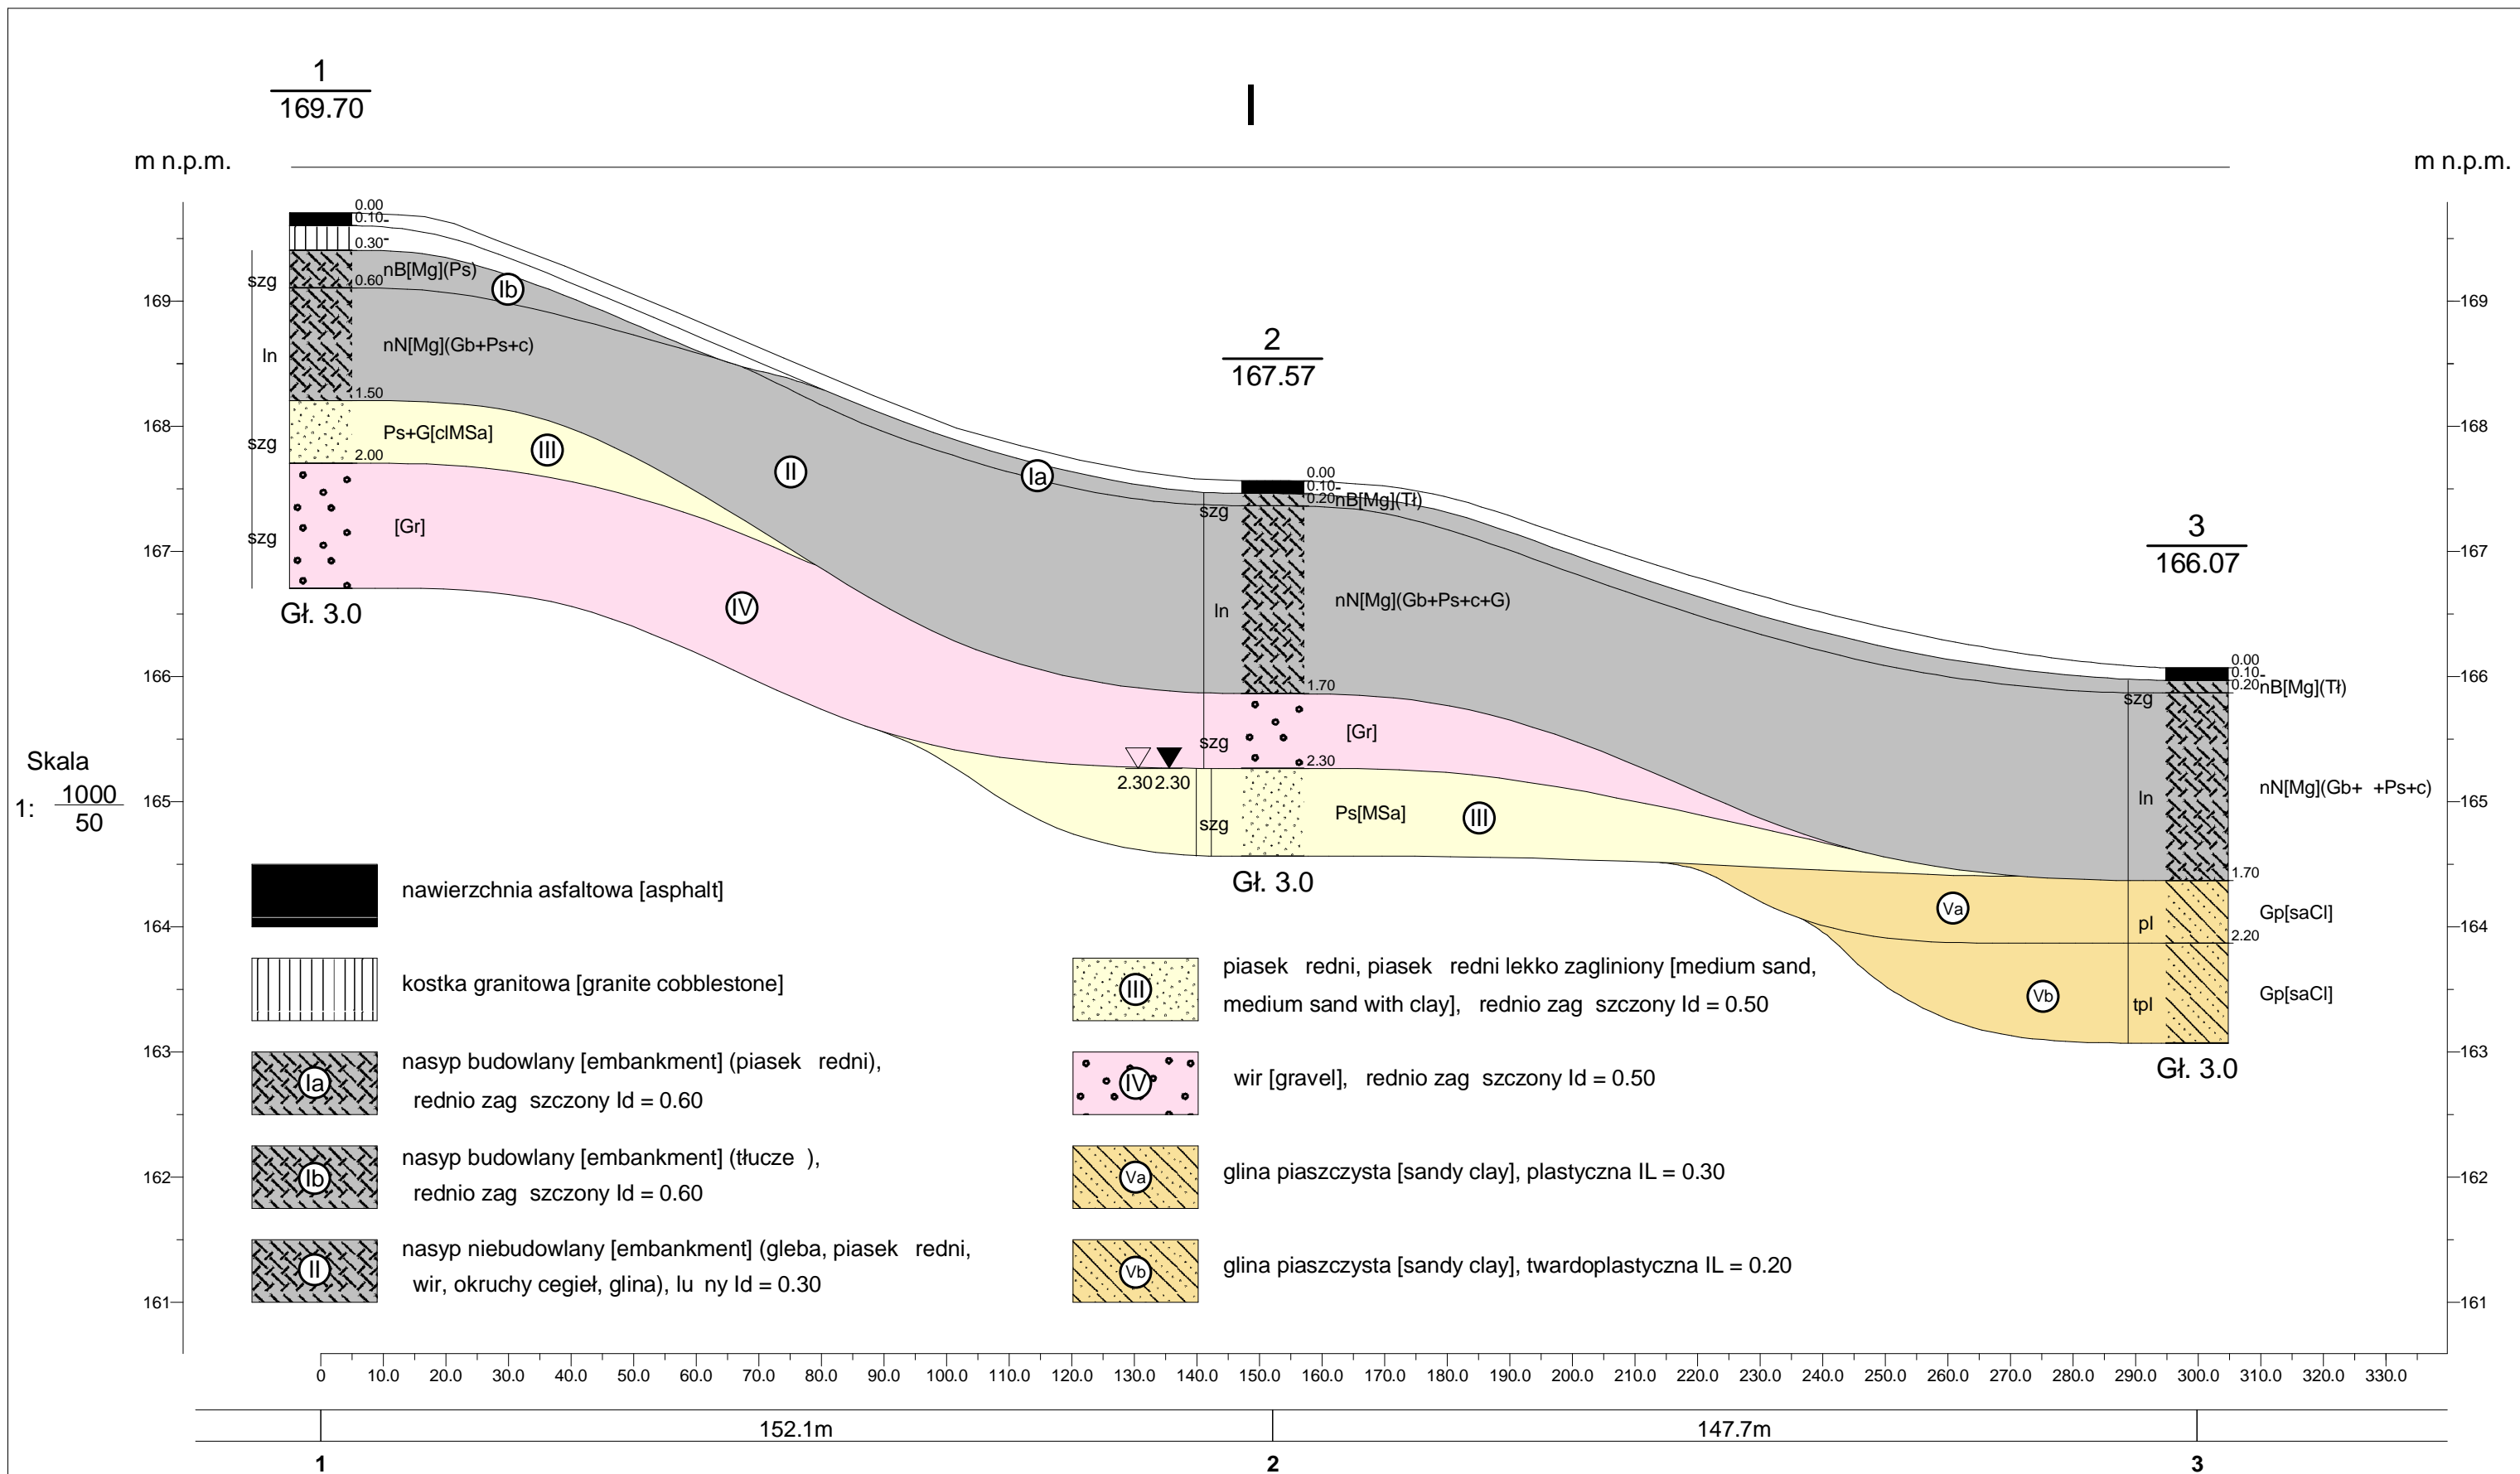 1
169.70
I
m n.p.m.
m n.p.m.
0.00
0.10
0.30
nB[Mg](Ps)
szg
0.60
Ib
169
169
2
167.57
ln
nN[Mg](Gb+Ps+c)
1.50
168
168
szg
Ps+G[clMSa]
III
2.00
II
Ia
0.00
0.10
0.20
nB[Mg](Tł)
szg
szg
[Gr]
3
166.07
167
167
Gł. 3.0
IV
ln
nN[Mg](Gb+Ps+c+G)
0.00
0.10
0.20
nB[Mg](Tł)
166
166
1.70
szg
szg
[Gr]
2.30
2.30
2.30
Skala
1:
1000
50
165
165
ln
nN[Mg](Gb+ +Ps+c)
szg
Ps[MSa]
III
Gł. 3.0
1.70
Va
pl
Gp[saCl]
164
164
2.20
Vb
tpl
Gp[saCl]
163
163
Gł. 3.0
162
162
161
161
nawierzchnia asfaltowa [asphalt]
kostka granitowa [granite cobblestone]
Ia
nasyp budowlany [embankment] (piasek redni),
rednio zag szczony Id = 0.60
Ib
nasyp budowlany [embankment] (tłucze ),
rednio zag szczony Id = 0.60
II
nasyp niebudowlany [embankment] (gleba, piasek redni,
wir, okruchy cegieł, glina), lu ny Id = 0.30
III
piasek redni, piasek redni lekko zagliniony [medium sand,
medium sand with clay], rednio zag szczony Id = 0.50
IV
wir [gravel], rednio zag szczony Id = 0.50
Va
glina piaszczysta [sandy clay], plastyczna IL = 0.30
Vb
glina piaszczysta [sandy clay], twardoplastyczna IL = 0.20
0 10.0 20.0 30.0 40.0 50.0 60.0 70.0 80.0 90.0 100.0 110.0 120.0 130.0 140.0 150.0 160.0 170.0 180.0 190.0 200.0 210.0 220.0 230.0 240.0 250.0 260.0 270.0 280.0 290.0 300.0 310.0 320.0 330.0
152.1m 147.7m
1 2 3